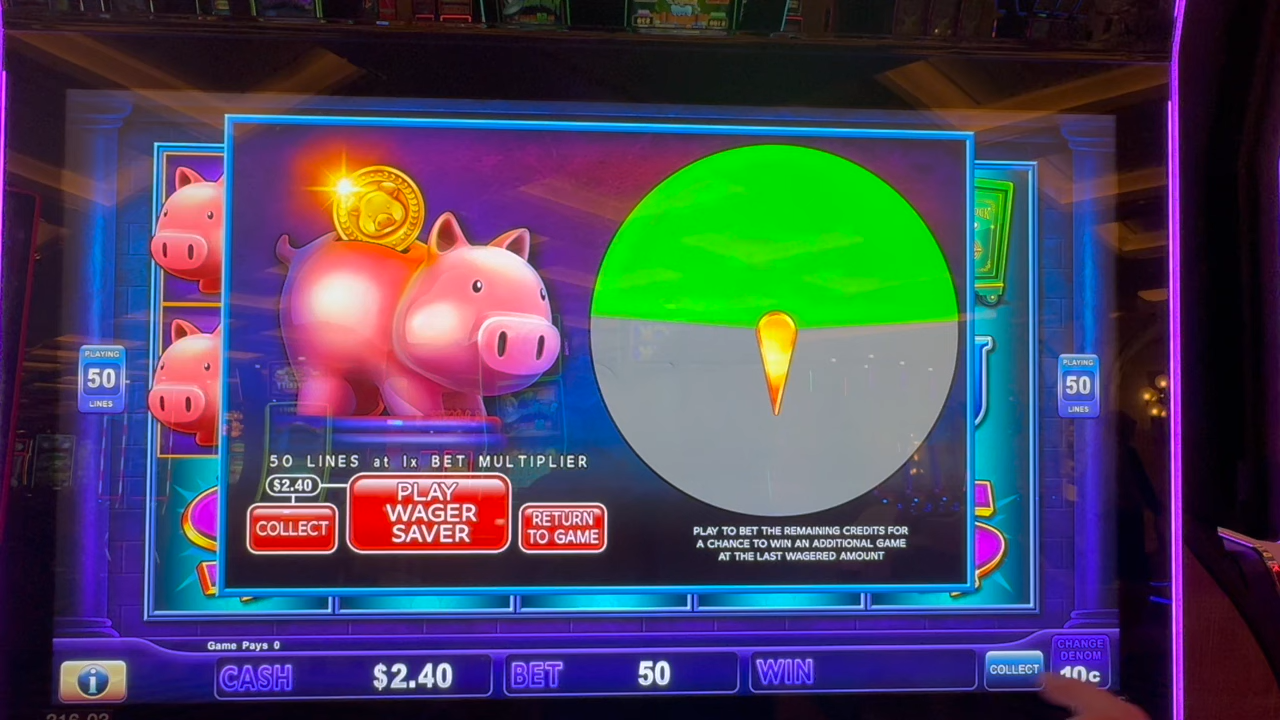 PLAYING
50
LINES
PLAYING
50
LINES
50 LINES at 1x BET MULTIPLIER
$2.40
COLLECT
PLAY
WAGER
SAVER
RETURN
TO GAME
PLAY TO BET THE REMAINING CREDITS FOR
A CHANCE TO WIN AN ADDITIONAL GAME
AT THE LAST WAGERED AMOUNT
Game Pays 0
CASH $2.40
BET 50
WIN
COLLECT
CHANGE
DENOM
10c